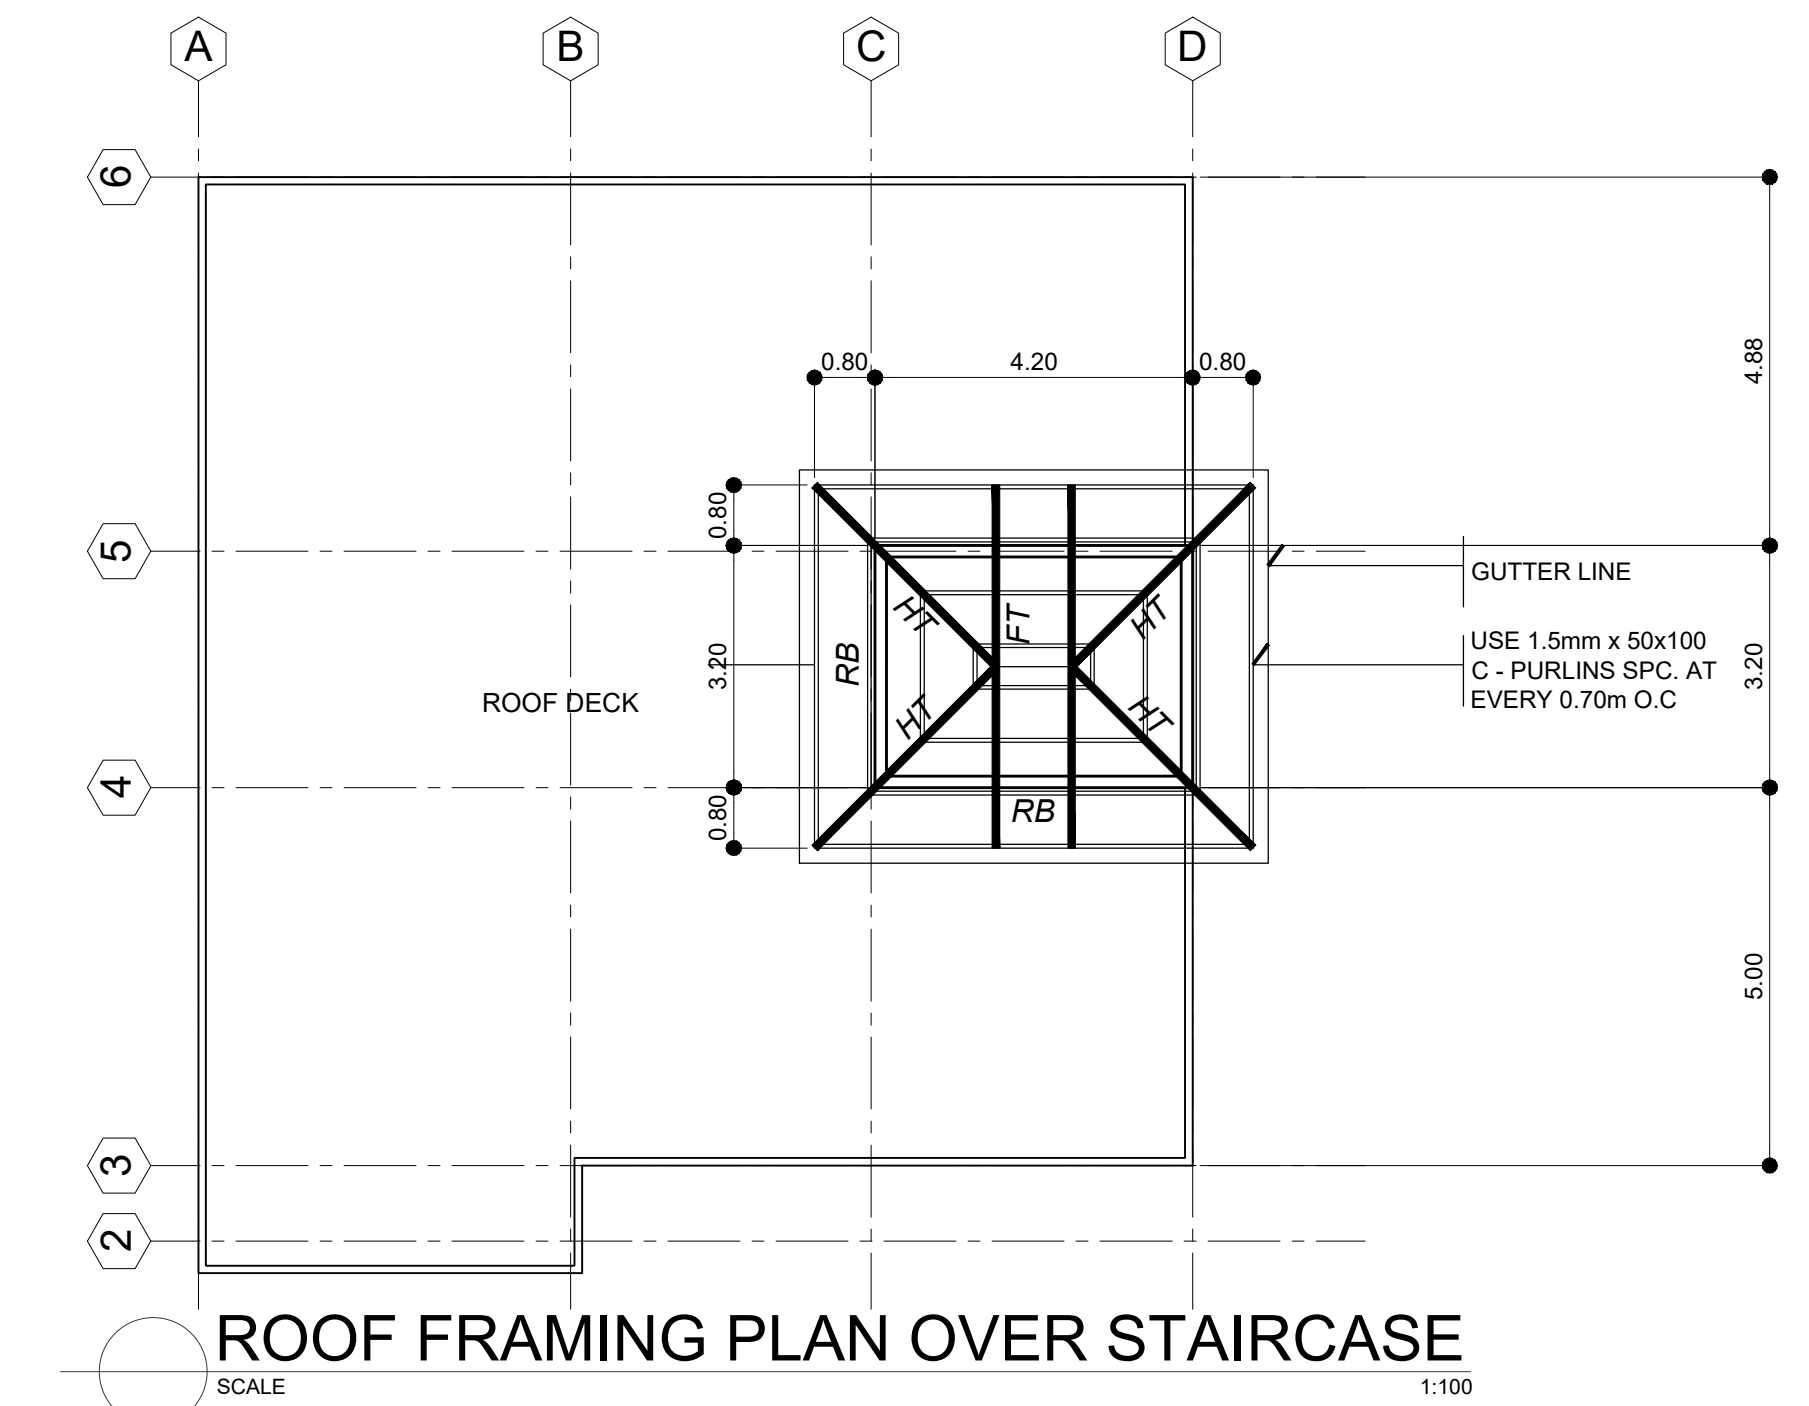 A
B
C
D
6
5
4
3
2
0.80
4.20
0.80
4.88
0.80
3.20
0.80
3.20
5.00
HT
FT
HT
RB
HT
HT
RB
ROOF DECK
GUTTER LINE
USE 1.5mm x 50x100
C - PURLINS SPC. AT
EVERY 0.70m O.C
ROOF FRAMING PLAN OVER STAIRCASE
SCALE
1:100